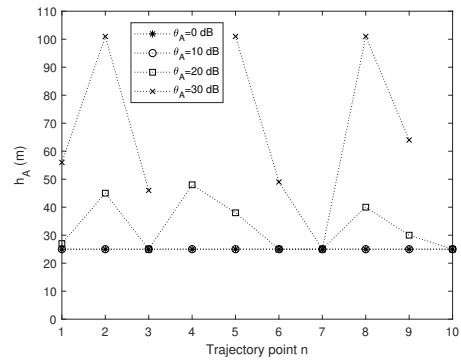 110
100
90
80
70
60
50
40
30
20
10
0
h_A (m)
θ_A=0 dB
θ_A=10 dB
θ_A=20 dB
θ_A=30 dB
1 2 3 4 5 6 7 8 9 10
Trajectory point n